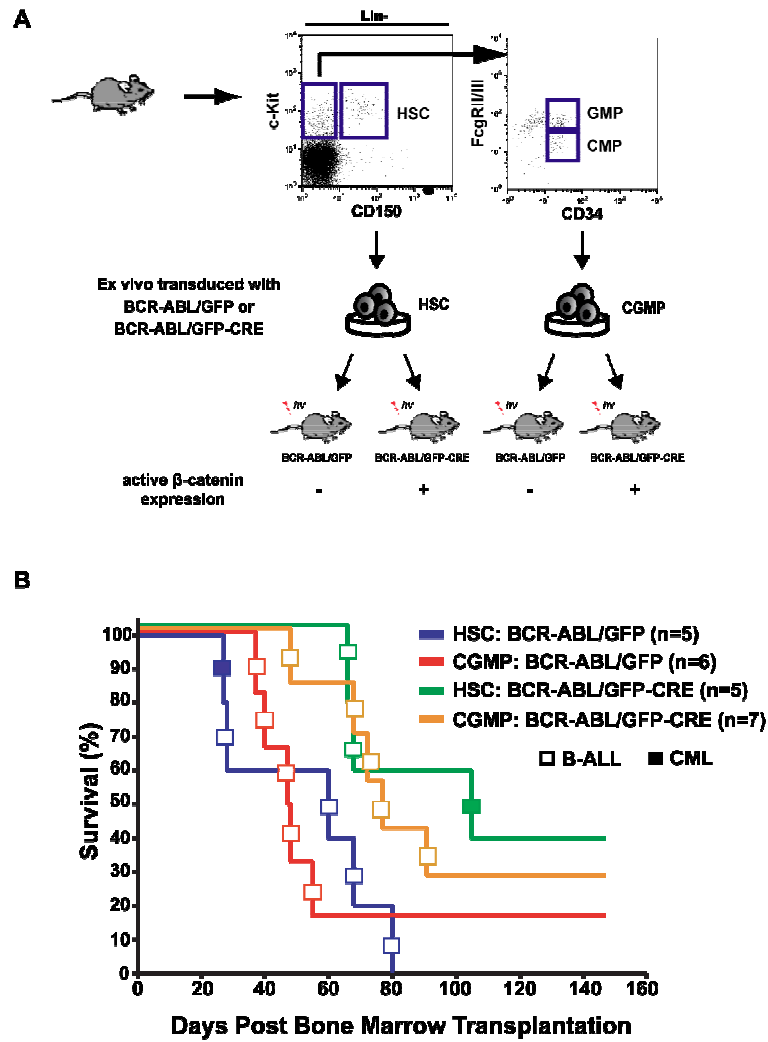 A
Lin-
c-Kit
HSC
CD150
FcgRII/III
GMP
CMP
CD34
Ex vivo transduced with
BCR-ABL/GFP or
BCR-ABL/GFP-CRE
HSC
CGMP
hv hv hv hv
BCR-ABL/GFP BCR-ABL/GFP-CRE BCR-ABL/GFP BCR-ABL/GFP-CRE
active β-catenin
expression
- + - +
B
HSC: BCR-ABL/GFP (n=5)
CGMP: BCR-ABL/GFP (n=6)
HSC: BCR-ABL/GFP-CRE (n=5)
CGMP: BCR-ABL/GFP-CRE (n=7)
B-ALL CML
Survival (%)
100
90
80
70
60
50
40
30
20
10
0
0 20 40 60 80 100 120 140 160
Days Post Bone Marrow Transplantation